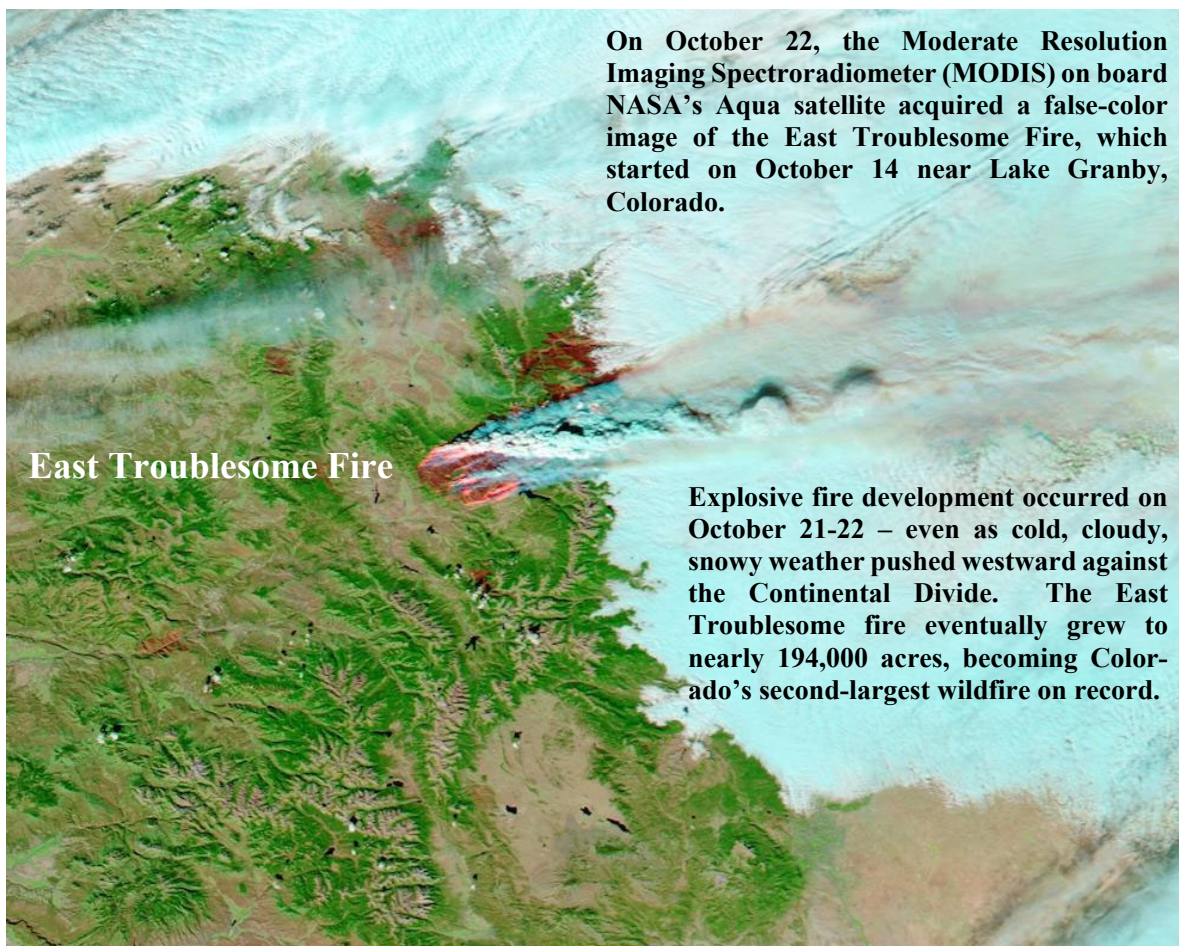 On October 22, the Moderate Resolution
Imaging Spectroradiometer (MODIS) on board
NASA’s Aqua satellite acquired a false-color
image of the East Troublesome Fire, which
started on October 14 near Lake Granby,
Colorado.
East Troublesome Fire
Explosive fire development occurred on
October 21-22 – even as cold, cloudy,
snowy weather pushed westward against
the Continental Divide. The East
Troublesome fire eventually grew to
nearly 194,000 acres, becoming Color-
ado’s second-largest wildfire on record.